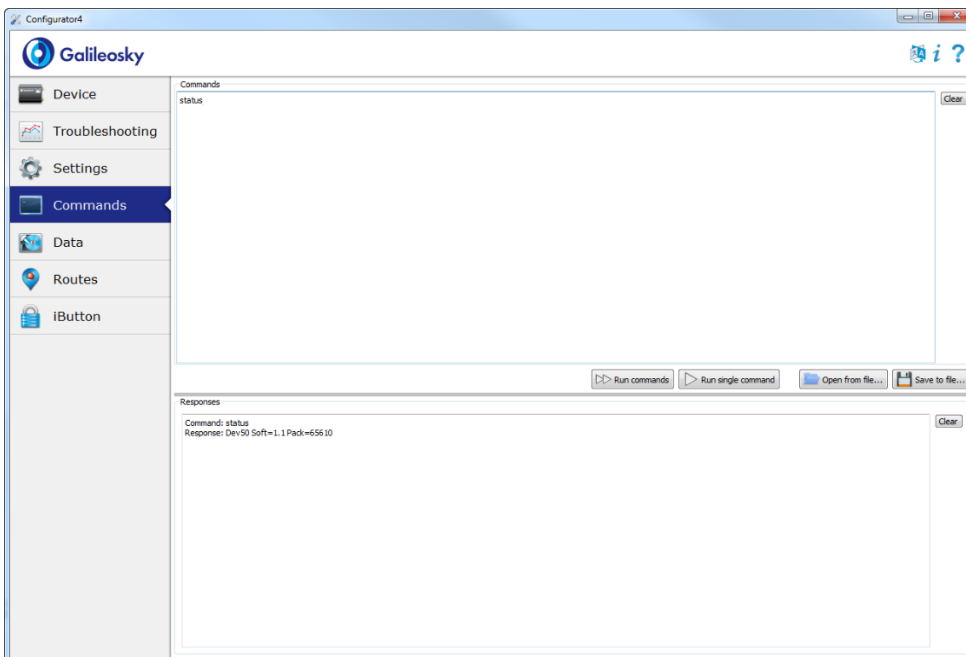 Configurator4
Galileosky
i ?
Device
Troubleshooting
Settings
Commands
Data
Routes
iButton
Commands
status
Clear
Run commands
Run single command
Open from file...
Save to file...
Responses
Command: status
Response: Dev50 Soft=1.1 Pack=65610
Clear